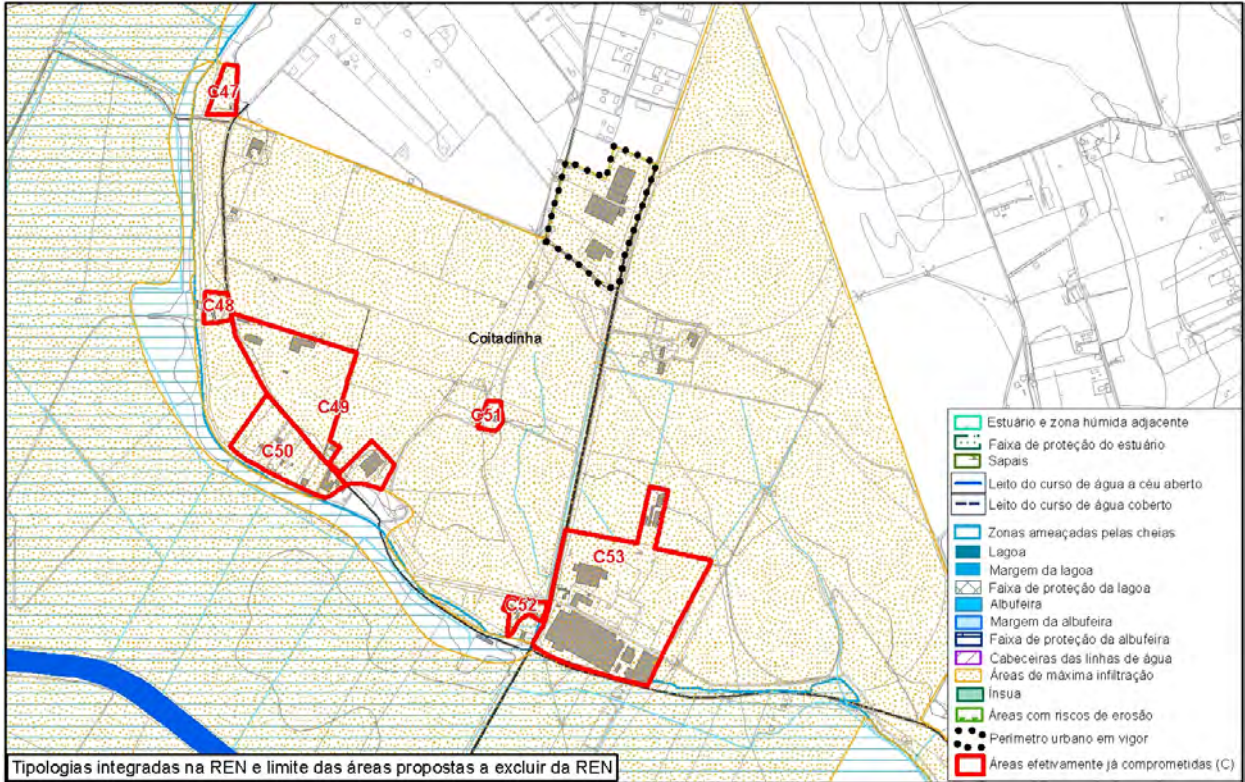 C47
C48
Coitadinha
C49
C51
C50
C53
C52
Estuário e zona húmida adjacente
Faixa de proteção do estuário
Sapais
Leito do curso de água a céu aberto
Leito do curso de água coberto
Zonas ameaçadas pelas cheias
Lagoa
Margem da lagoa
Faixa de proteção da lagoa
Albufeira
Margem da albufeira
Faixa de proteção da albufeira
Cabeceiras das linhas de água
Áreas de máxima infiltração
Ínsua
Áreas com riscos de erosão
Perímetro urbano em vigor
Áreas efetivamente já comprometidas (C)
Tipologias integradas na REN e limite das áreas propostas a excluir da REN